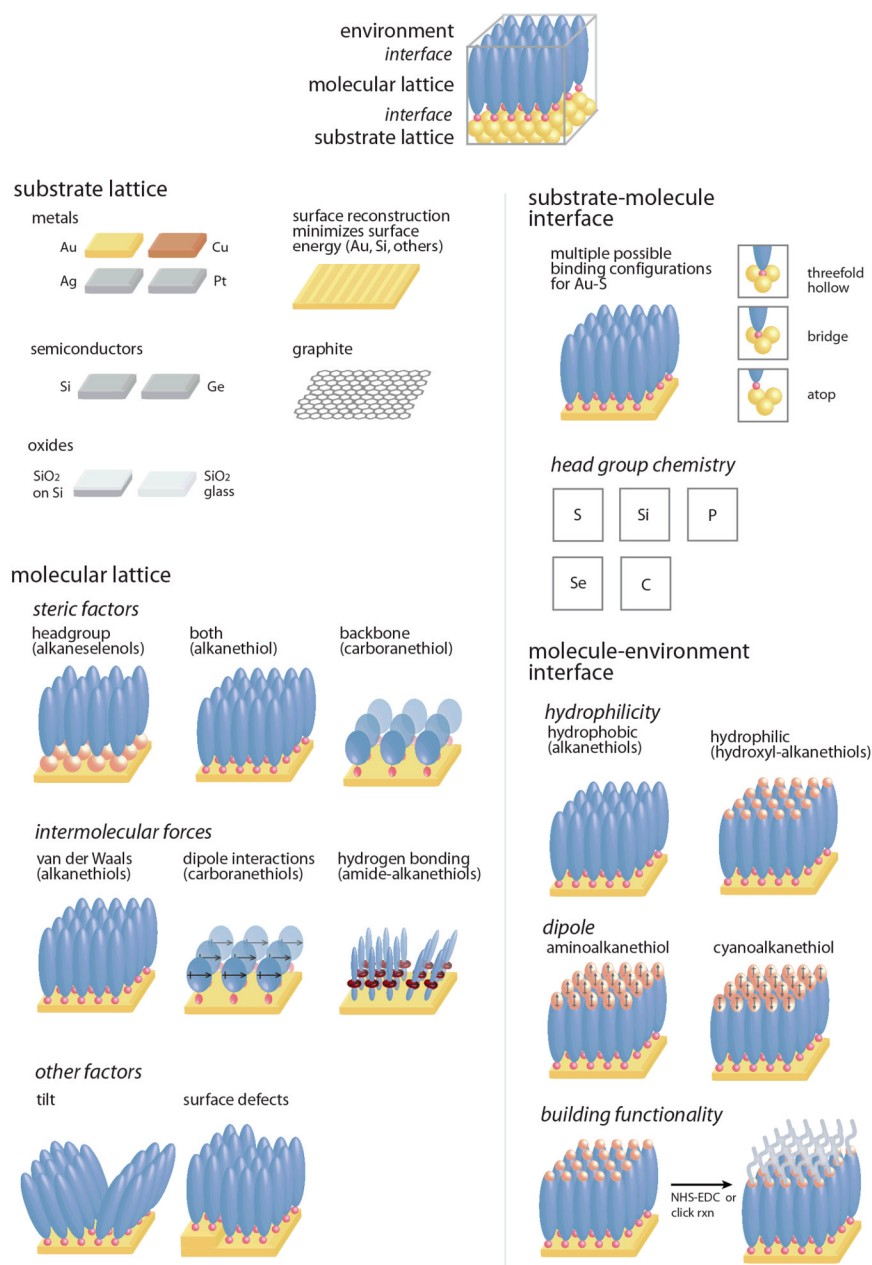 environment
interface
molecular lattice
interface
substrate lattice
substrate lattice
metals
Au
Cu
Ag
Pt
surface reconstruction
minimizes surface
energy (Au, Si, others)
semiconductors
Si
Ge
graphite
oxides
SiO₂
on Si
SiO₂
glass
molecular lattice
steric factors
headgroup
(alkaneselenols)
both
(alkanethiol)
backbone
(carboranethiol)
intermolecular forces
van der Waals
(alkanethiols)
dipole interactions
(carboranethiols)
hydrogen bonding
(amide-alkanethiols)
other factors
tilt
surface defects
substrate-molecule
interface
multiple possible
binding configurations
for Au-S
threefold
hollow
bridge
atop
head group chemistry
S
Si
P
Se
C
molecule-environment
interface
hydrophilicity
hydrophobic
(alkanethiols)
hydrophilic
(hydroxyl-alkanethiols)
dipole
aminoalkanethiol
cyanoalkanethiol
building functionality
NHS-EDC or
click rxn